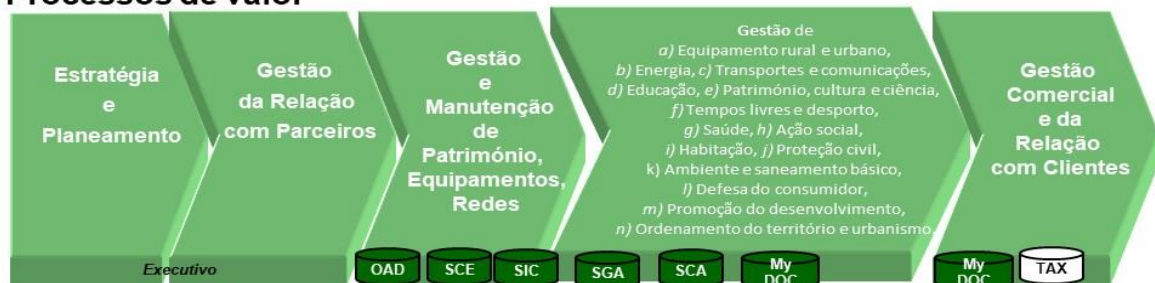 Processos de valor
Estratégia
e
Planeamento
Gestão
da Relação
com Parceiros
Gestão
e
Manutenção
de
Património,
Equipamentos,
Redes
Gestão de
a) Equipamento rural e urbano,
b) Energia, c) Transportes e comunicações,
d) Educação, e) Património, cultura e ciência,
f) Tempos livres e desporto,
g) Saúde, h) Ação social,
i) Habitação, j) Proteção civil,
k) Ambiente e saneamento básico,
l) Defesa do consumidor,
m) Promoção do desenvolvimento,
n) Ordenamento do território e urbanismo.
Gestão
Comercial
e da
Relação
com Clientes
Executivo
OAD
SCE
SIC
SGA
SCA
My
DOC
My
DOC
TAX